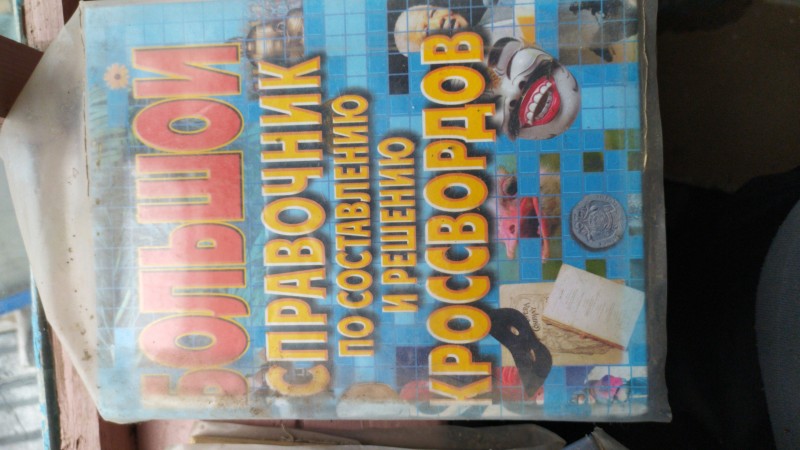 БОЛЬШОЙ
СПРАВОЧНИК
ПО СОСТАВЛЕНИЮ
И РЕШЕНИЮ
КРОССВОРДОВ